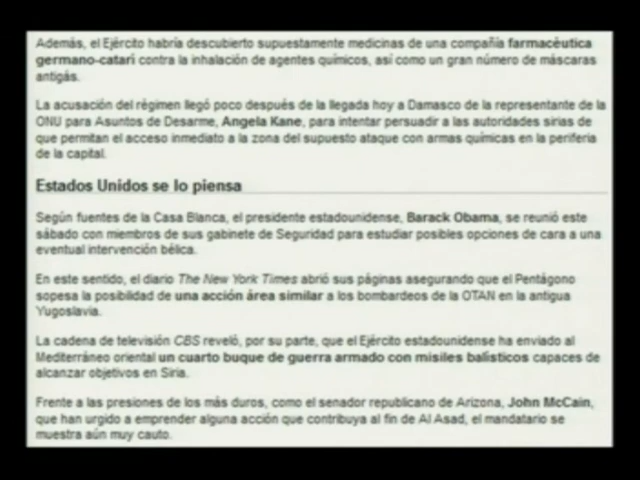 Además, el Ejército habría descubierto supuestamente medicinas de una compañía farmacèutica
germano-catarí contra la inhalación de agentes químicos, así como un gran número de máscaras
antigás.
La acusación del régimen llegó poco después de la llegada hoy a Damasco de la representante de la
ONU para Asuntos de Desarme, Angela Kane, para intentar persuadir a las autoridades sirias de
que permitan el acceso inmediato a la zona del supuesto ataque con armas químicas en la periferia
de la capital.
Estados Unidos se lo piensa
Según fuentes de la Casa Blanca, el presidente estadounidense, Barack Obama, se reunió este
sábado con miembros de sus gabinete de Seguridad para estudiar posibles opciones de cara a una
eventual intervención bélica.
En este sentido, el diario The New York Times abrió sus páginas asegurando que el Pentágono
sopesa la posibilidad de una acción área similar a los bombardeos de la OTAN en la antigua
Yugoslavia.
La cadena de televisión CBS reveló, por su parte, que el Ejército estadounidense ha enviado al
Mediterráneo oriental un cuarto buque de guerra armado con misiles balísticos capaces de
alcanzar objetivos en Siria.
Frente a las presiones de los más duros, como el senador republicano de Arizona, John McCain,
que han urgido a emprender alguna acción que contribuya al fin de Al Asad, el mandatario se
muestra aún muy cauto.